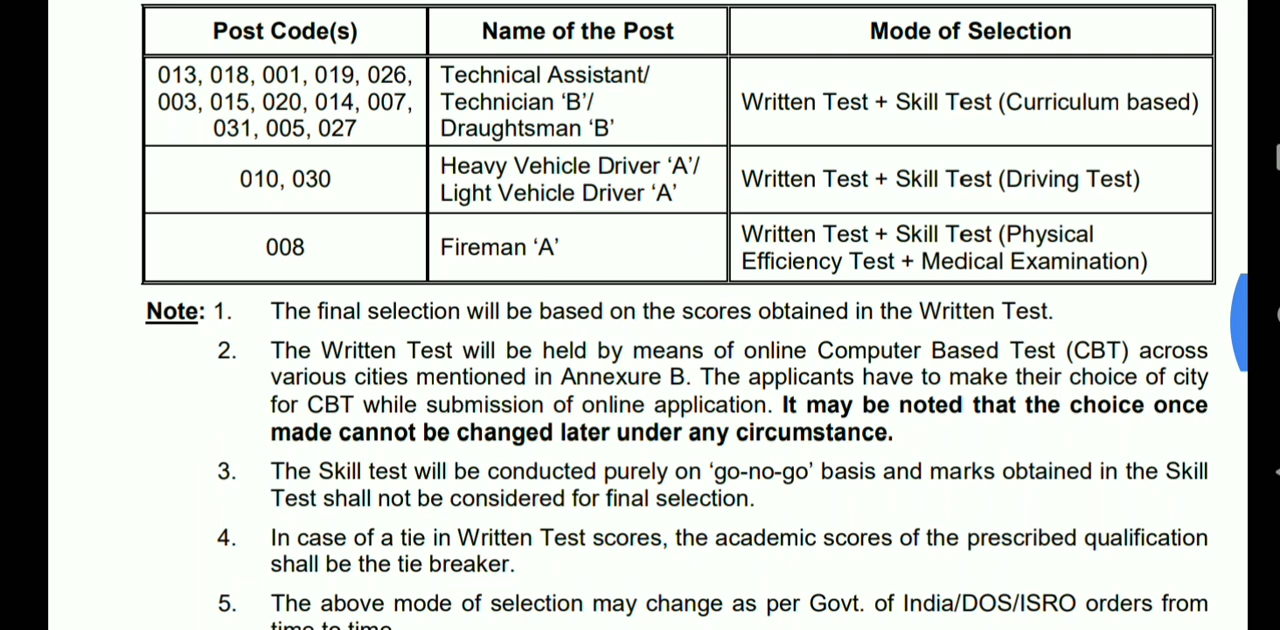 Post Code(s) Name of the Post Mode of Selection
013, 018, 001, 019, 026,
003, 015, 020, 014, 007,
031, 005, 027
Technical Assistant/
Technician ‘B’/
Draughtsman ‘B’
Written Test + Skill Test (Curriculum based)
010, 030
Heavy Vehicle Driver ‘A’/
Light Vehicle Driver ‘A’
Written Test + Skill Test (Driving Test)
008
Fireman ‘A’
Written Test + Skill Test (Physical
Efficiency Test + Medical Examination)
Note: 1. The final selection will be based on the scores obtained in the Written Test.
2. The Written Test will be held by means of online Computer Based Test (CBT) across
various cities mentioned in Annexure B. The applicants have to make their choice of city
for CBT while submission of online application. It may be noted that the choice once
made cannot be changed later under any circumstance.
3. The Skill test will be conducted purely on ‘go-no-go’ basis and marks obtained in the Skill
Test shall not be considered for final selection.
4. In case of a tie in Written Test scores, the academic scores of the prescribed qualification
shall be the tie breaker.
5. The above mode of selection may change as per Govt. of India/DOS/ISRO orders from
time to time